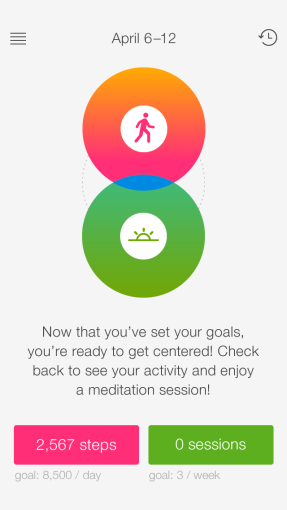 April 6–12
Now that you've set your goals,
you're ready to get centered! Check
back to see your activity and enjoy
a meditation session!
2,567 steps
0 sessions
goal: 8,500 / day
goal: 3 / week